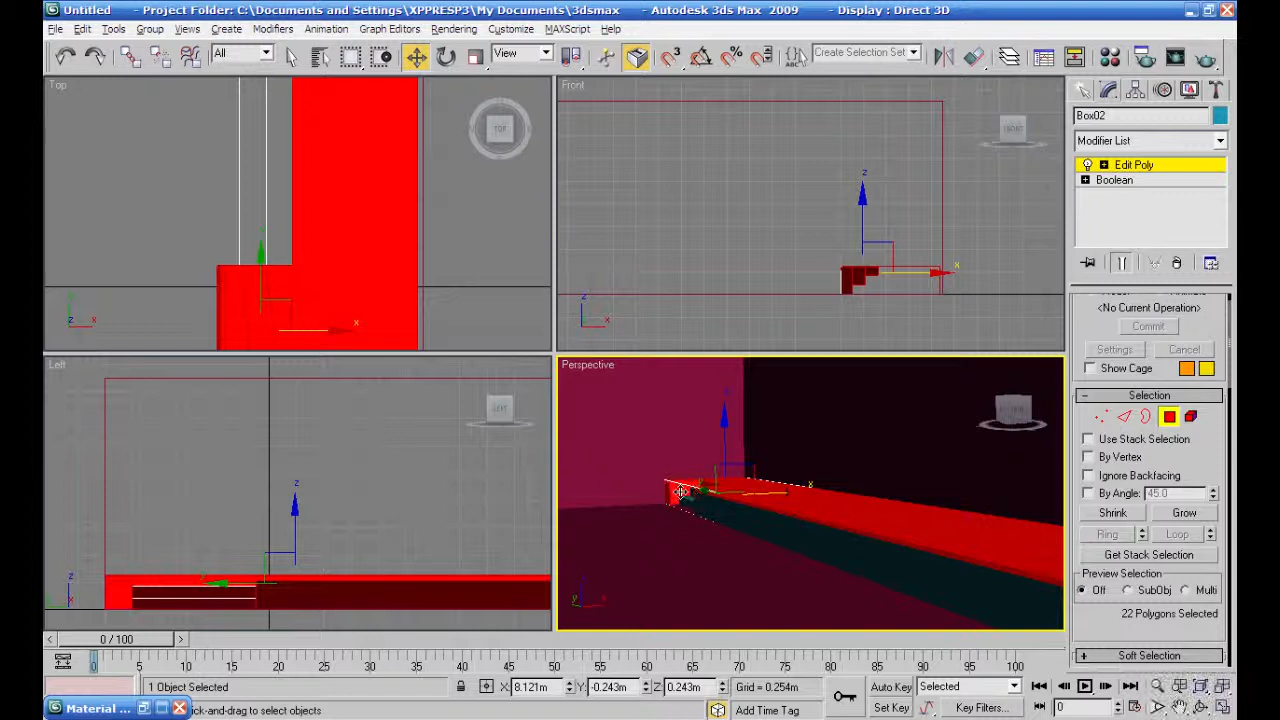 Untitled - Project Folder: C:\Documents and Settings\XPPRESP3\My Documents\3dsmax - Autodesk 3ds Max 2009 - Display : Direct 3D
File Edit Tools Group Views Create Modifiers Animation Graph Editors Rendering Customize MAXScript Help
All View 3 % ABC Create Selection Set
Top
TOP
Front
FRONT
Left
LEFT
Perspective
x z y
Box02
Modifier List
Edit Poly
Boolean
<No Current Operation>
Commit
Settings Cancel
Show Cage
Selection
Use Stack Selection
By Vertex
Ignore Backfacing
By Angle: 45.0
Shrink Grow
Ring Loop
Get Stack Selection
Preview Selection
Off SubObj Multi
22 Polygons Selected
Soft Selection
0 / 100
0 5 10 15 20 25 30 35 40 45 50 55 60 65 70 75 80 85 90 95 100
1 Object Selected X: 8.121m Y: -0.243m Z: 0.243m Grid = 0.254m Auto Key Selected
Material ... ck-and-drag to select objects Add Time Tag Set Key Key Filters... 0